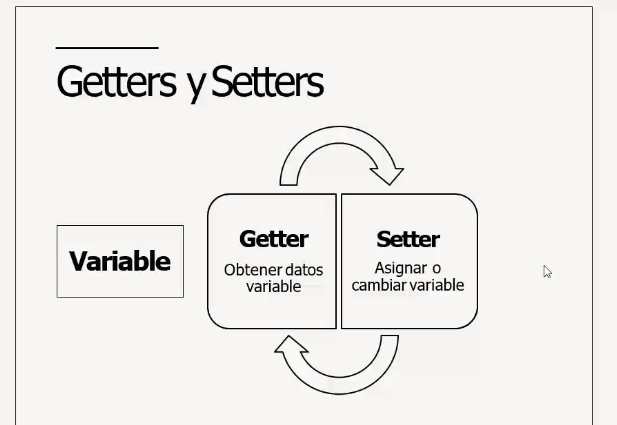 Getters y Setters
Variable
Getter
Obtener datos
variable
Setter
Asignar o
cambiar variable